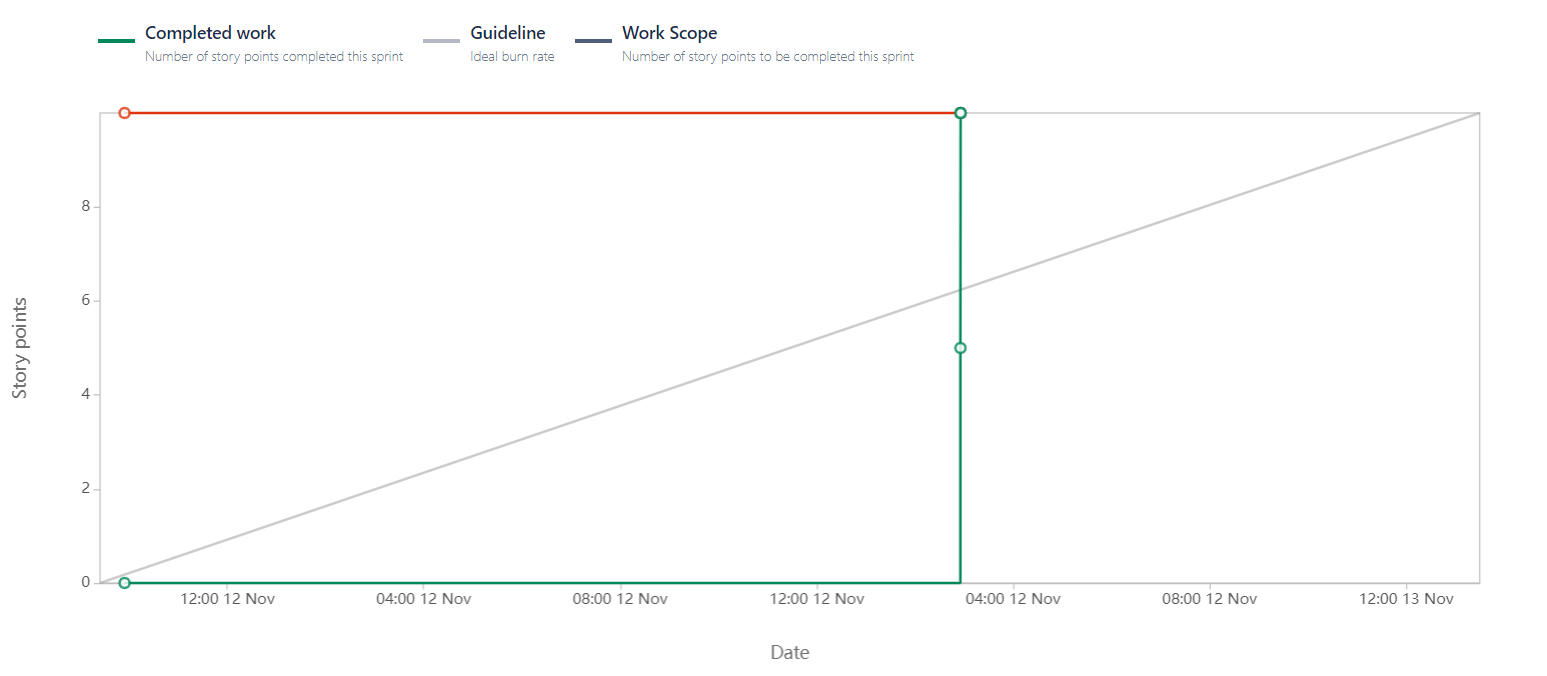 Completed work
Number of story points completed this sprint
Guideline
Ideal burn rate
Work Scope
Number of story points to be completed this sprint
Story points
8
6
4
2
0
12:00 12 Nov
04:00 12 Nov
08:00 12 Nov
12:00 12 Nov
04:00 12 Nov
08:00 12 Nov
12:00 13 Nov
Date